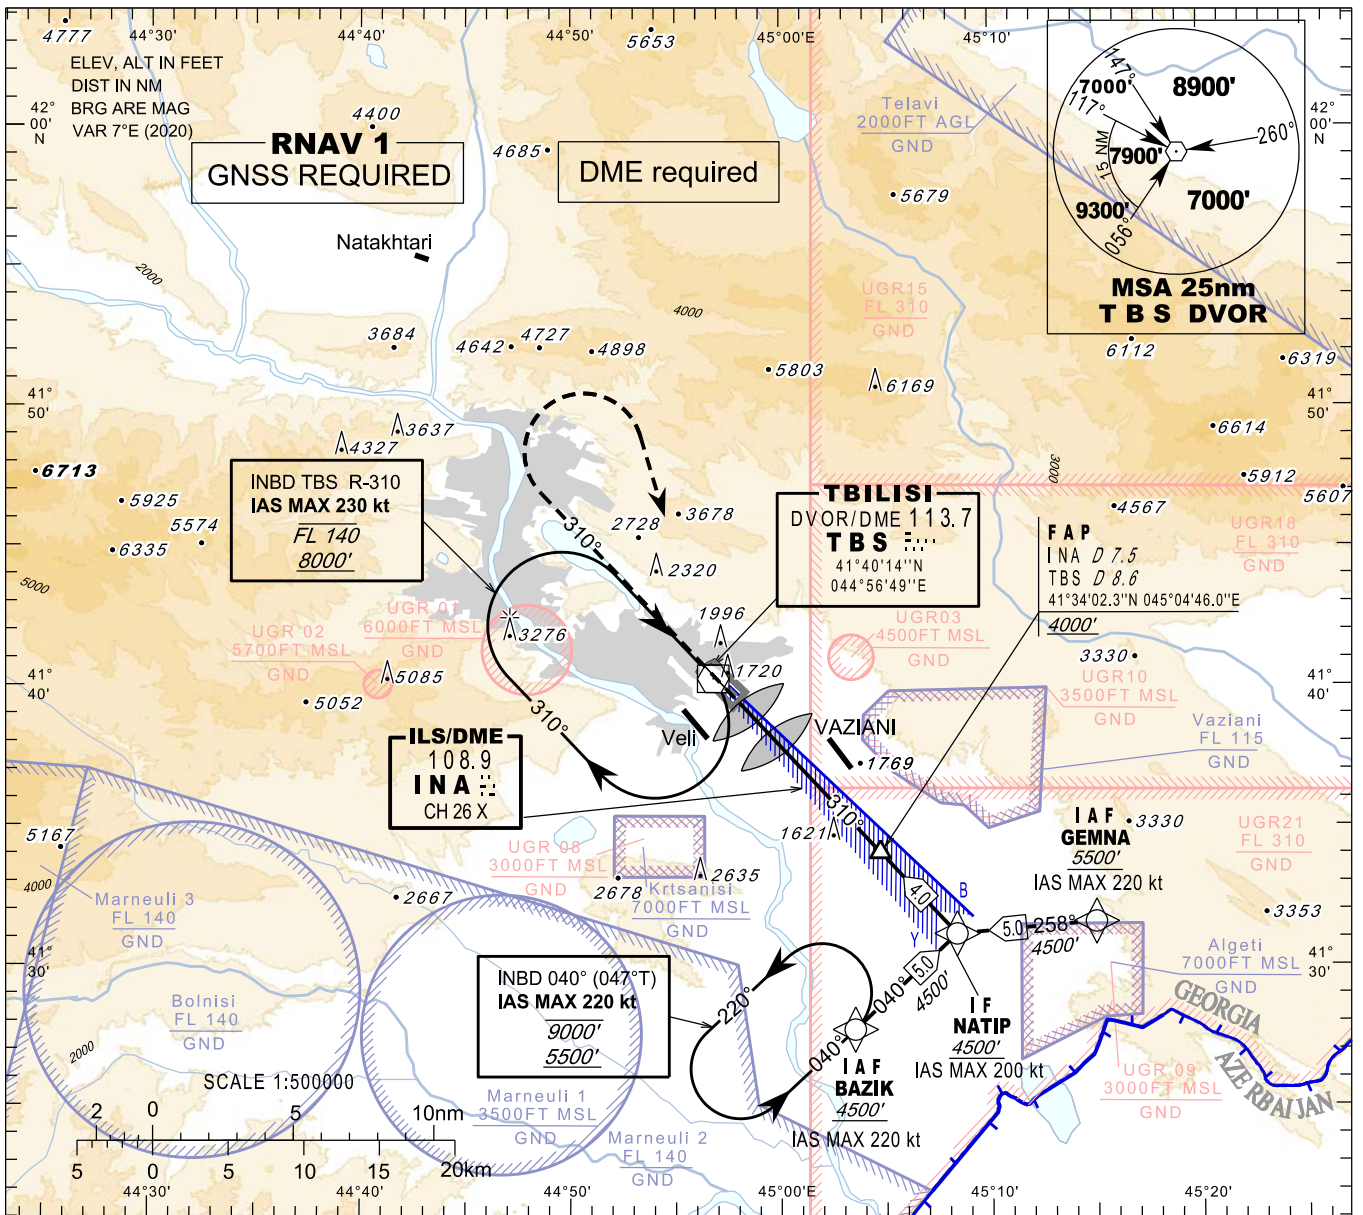 4777
44°30'
44°40'
44°50'
5653
45°00'E
45°10'
ELEV, ALT IN FEET
DIST IN NM
BRG ARE MAG
VAR 7°E (2020)
42°
00'
N
4400
RNAV 1
GNSS REQUIRED
4685
DME required
Telavi
2000FT AGL
GND
5679
147°
7000'
117°
8900'
260°
15 NM
7900'
7000'
9300'
056°
MSA 25nm
TBS DVOR
42°
00'
N
Natakhtari
2000
4000
UGR15
FL 310
GND
3684
4642
4727
4898
5803
6169
6112
6319
41°
50'
41°
50'
3637
4327
6713
5925
5574
6335
5000
6614
5912
5607
3000
4567
INBD TBS R-310
IAS MAX 230 kt
FL 140
8000'
310°
2728
3678
2320
TBILISI
DVOR/DME 113.7
TBS
41°40'14''N
044°56'49''E
FAP
INA D 7.5
TBS D 8.6
41°34'02.3''N 045°04'46.0''E
4000'
UGR18
FL 310
GND
UGR 01
6000FT MSL
GND
UGR 02
5700FT MSL
GND
3276
1996
1720
UGR03
4500FT MSL
GND
3330
UGR10
3500FT MSL
GND
5085
5052
41°
40'
41°
40'
310°
Veli
VAZIANI
1769
Vaziani
FL 115
GND
ILS/DME
108.9
INA
CH 26 X
310°
1621
IAF
GEMNA
5500'
IAS MAX 220 kt
3330
UGR21
FL 310
GND
5167
4000
UGR 08
3000FT MSL
GND
2678
2635
Krtsanisi
7000FT MSL
GND
2667
Marneuli 3
FL 140
GND
4.0
B
Y
5.0
258°
4500'
3353
41°
30'
41°
30'
Algeti
7000FT MSL
GND
INBD 040° (047°T)
IAS MAX 220 kt
9000'
5500'
220°
040°
5.0
4500'
040°
IF
NATIP
4500'
IAS MAX 200 kt
IAF
BAZIK
4500'
IAS MAX 220 kt
GEORGIA
AZERBAIJAN
UGR 09
3000FT MSL
GND
Bolnisi
FL 140
GND
2000
SCALE 1:500000
2
0
5
10nm
5
0
5
10
15
20km
Marneuli 1
3500FT MSL
GND
Marneuli 2
FL 140
GND
44°30'
44°40'
44°50'
45°00'E
45°10'
45°20'